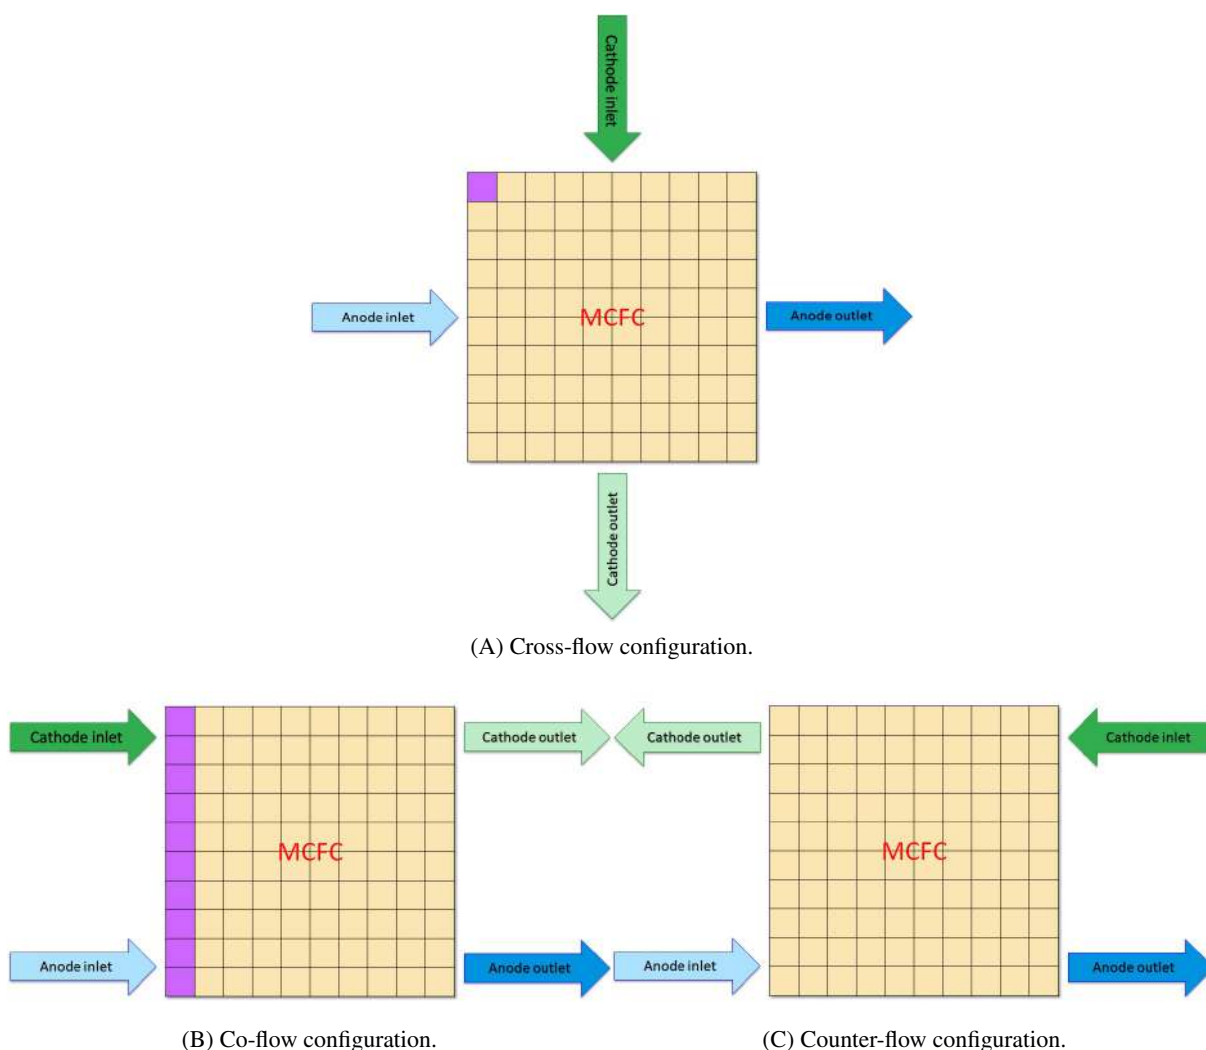 Cathode inlet
Anode inlet
MCFC
Anode outlet
Cathode outlet
(A) Cross-flow configuration.
Cathode inlet
Cathode outlet
Cathode outlet
Cathode inlet
MCFC
MCFC
Anode inlet
Anode outlet
Anode inlet
Anode outlet
(B) Co-flow configuration.
(C) Counter-flow configuration.